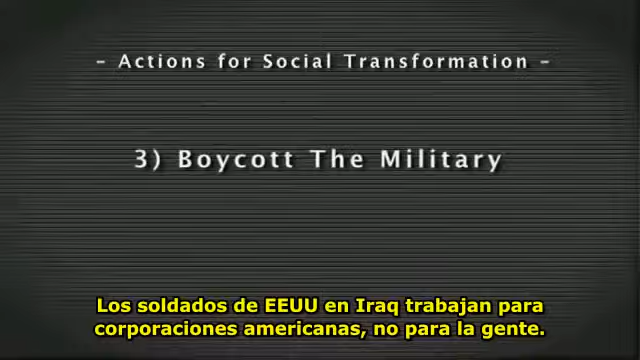 - Actions for Social Transformation -
3) Boycott The Military
Los soldados de EEUU en Iraq trabajan para
corporaciones americanas, no para la gente.